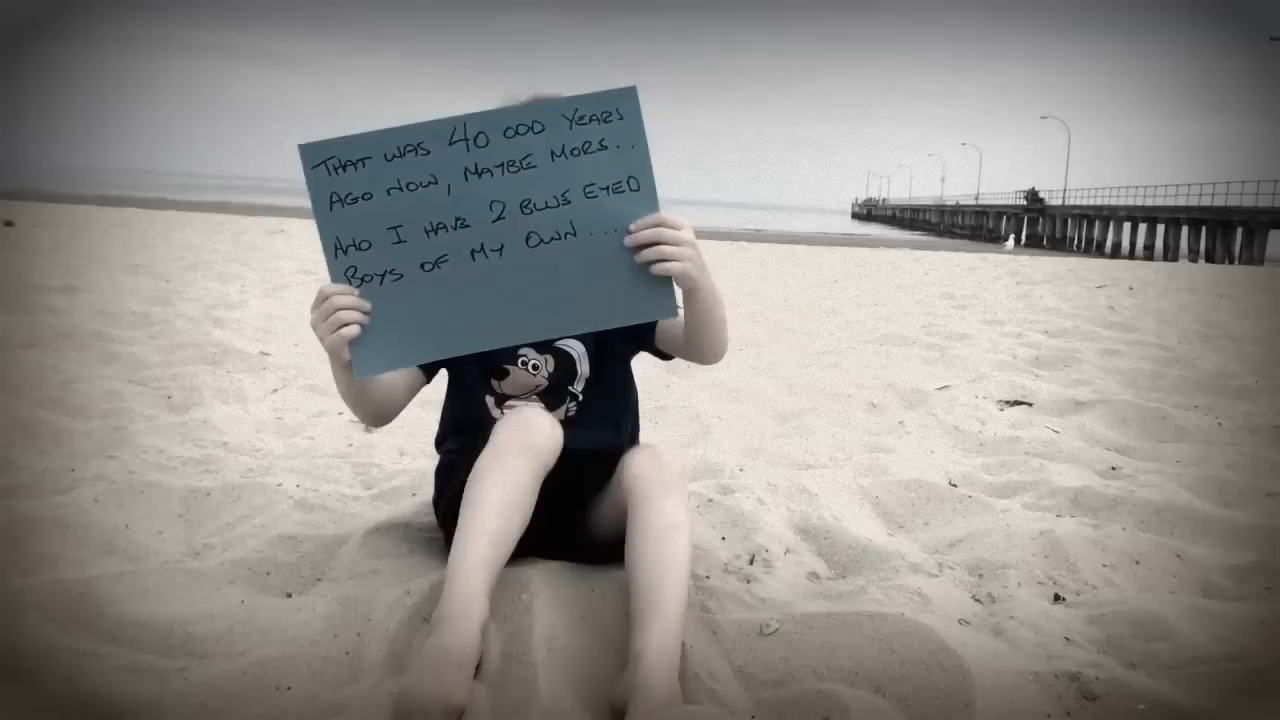 THAT WAS 40 000 YEARS
AGO NOW, MAYBE MORE..
AND I HAVE 2 BLUE EYED
BOYS OF MY OWN....